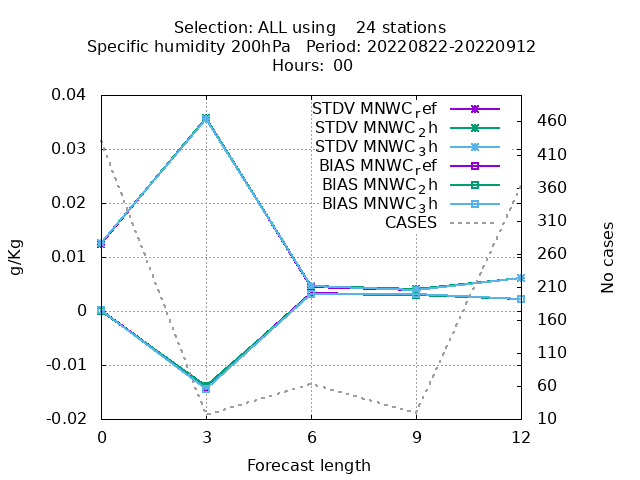 Selection: ALL using    24 stations
Specific humidity 200hPa   Period: 20220822-20220912
Hours:  00
STDV MNWC_ref
STDV MNWC_2h
STDV MNWC_3h
BIAS MNWC_ref
BIAS MNWC_2h
BIAS MNWC_3h
CASES
0.04
0.03
0.02
0.01
0
-0.01
-0.02
g/Kg
460
410
360
310
260
210
160
110
60
10
No cases
0 3 6 9 12
Forecast length